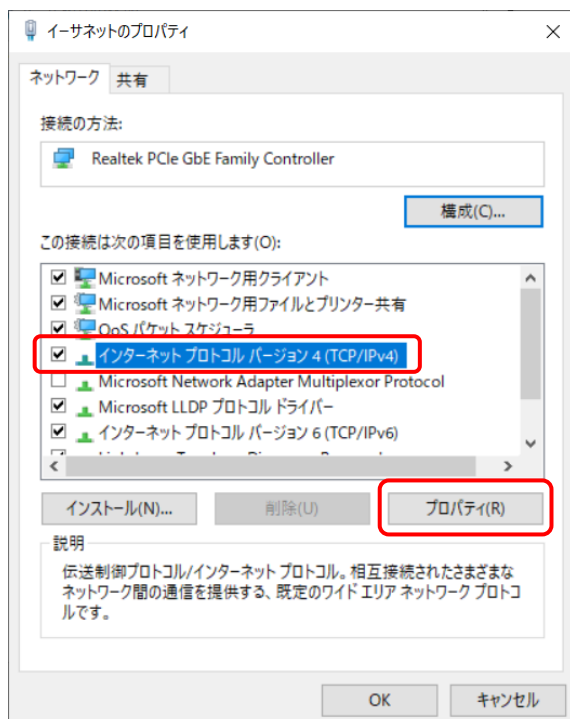 イーサネットのプロパティ
ネットワーク 共有
接続の方法:
Realtek PCIe GbE Family Controller
構成(C)...
この接続は次の項目を使用します(O):
Microsoft ネットワーク用クライアント
Microsoft ネットワーク用ファイルとプリンター共有
QoS パケット スケジューラ
インターネット プロトコル バージョン 4 (TCP/IPv4)
Microsoft Network Adapter Multiplexor Protocol
Microsoft LLDP プロトコル ドライバー
インターネット プロトコル バージョン 6 (TCP/IPv6)
インストール(N)... 削除(U) プロパティ(R)
説明
伝送制御プロトコル/インターネット プロトコル。相互接続されたさまざまな
ネットワーク間の通信を提供する、既定のワイド エリア ネットワーク プロトコ
ルです。
OK キャンセル